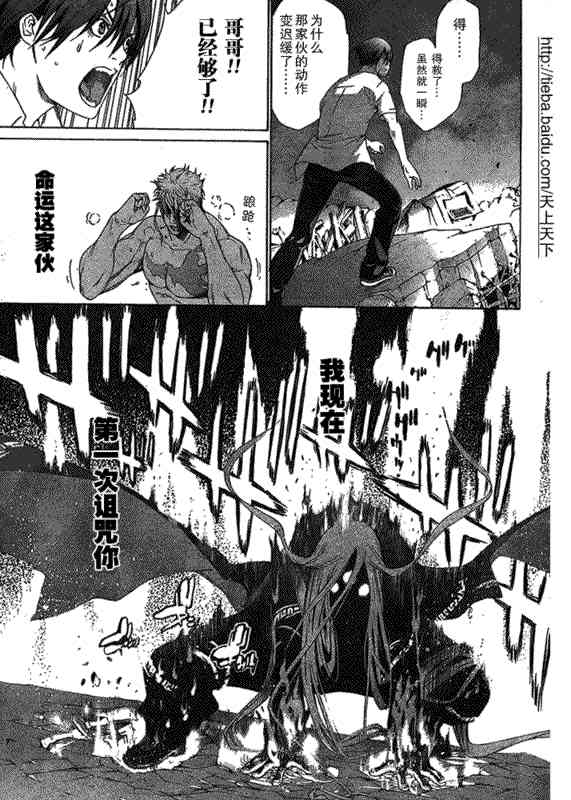 得…
得救了…
虽然就一瞬…
为什么
那家伙的动作
变迟缓了……
哥哥!!
已经够了!!
踉跄
命运这家伙
我现在
第一次诅咒你
http://tieba.baidu.com/天上天下